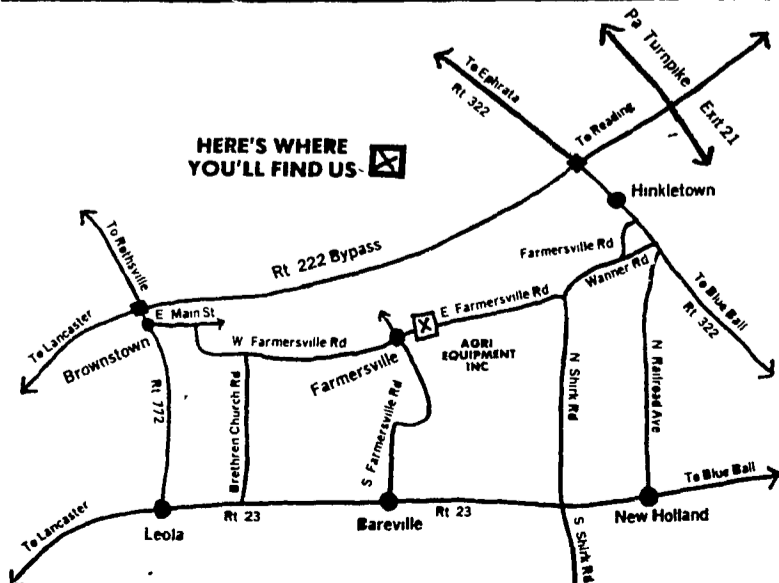 Pa Turnpike
Exit 21
To Ephrata
Rt 322
To Reading
HERE'S WHERE
YOU'LL FIND US
Hinkletown
To Rothsville
Rt 222 Bypass
Farmersville Rd
Wanner Rd
To Blue Ball
Rt 322
E Main St
E Farmersville Rd
To Lancaster
Brownstown
W Farmersville Rd
Farmersville
AGRI
EQUIPMENT
INC
Rt 772
Brethren Church Rd
S Farmersville Rd
N Shirk Rd
N Railroad Ave
To Blue Ball
To Lancaster
Leola
Rt 23
Bareville
Rt 23
New Holland
S Shirk Rd